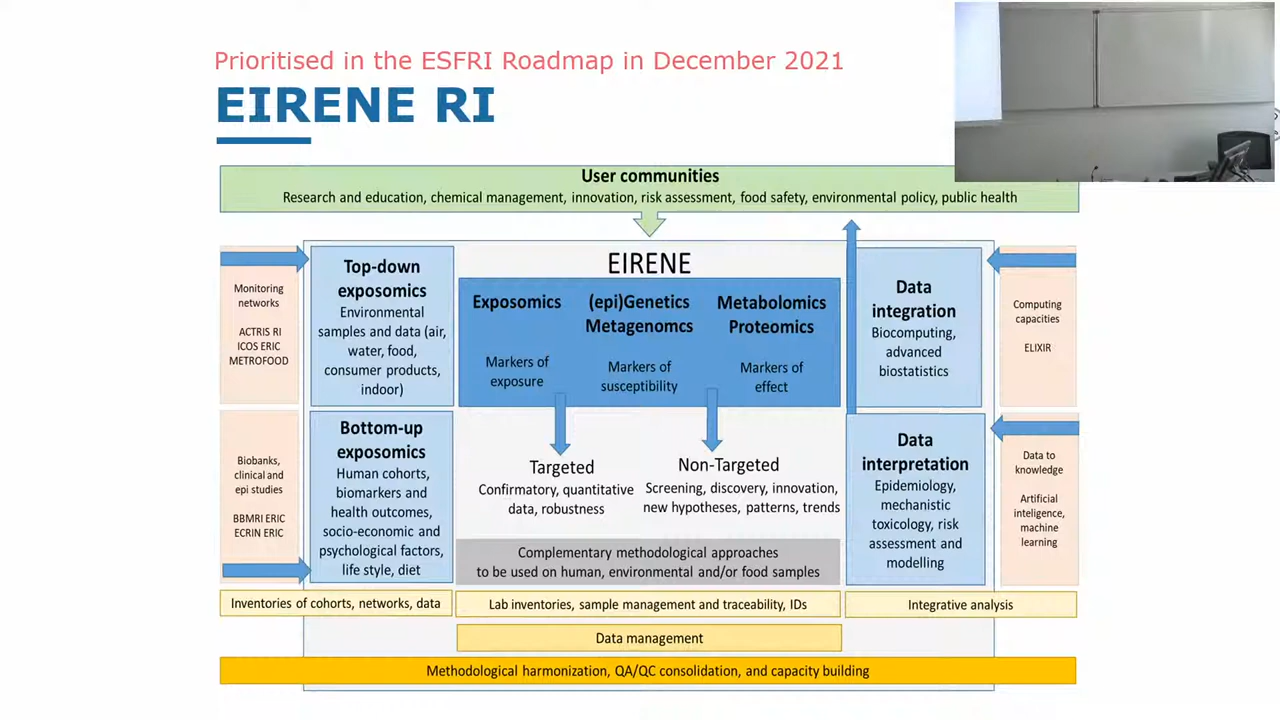 Prioritised in the ESFRI Roadmap in December 2021
EIRENE RI
User communities
Research and education, chemical management, innovation, risk assessment, food safety, environmental policy, public health
Monitoring
networks
ACTRIS RI
ICOS ERIC
METROFOOD
Biobanks,
clinical and
epi studies
BBMRI ERIC
ECRIN ERIC
Top-down
exposomics
Environmental
samples and data (air,
water, food,
consumer products,
indoor)
Bottom-up
exposomics
Human cohorts,
biomarkers and
health outcomes,
socio-economic and
psychological factors,
life style, diet
EIRENE
Exposomics
Markers of
exposure
(epi)Genetics
Metagenomcs
Markers of
susceptibility
Metabolomics
Proteomics
Markers of
effect
Targeted
Confirmatory, quantitative
data, robustness
Non-Targeted
Screening, discovery, innovation,
new hypotheses, patterns, trends
Complementary methodological approaches
to be used on human, environmental and/or food samples
Data
integration
Biocomputing,
advanced
biostatistics
Data
interpretation
Epidemiology,
mechanistic
toxicology, risk
assessment and
modelling
Computing
capacities
ELIXIR
Data to
knowledge
Artificial
inteligence,
machine
learning
Inventories of cohorts, networks, data
Lab inventories, sample management and traceability, IDs
Integrative analysis
Data management
Methodological harmonization, QA/QC consolidation, and capacity building